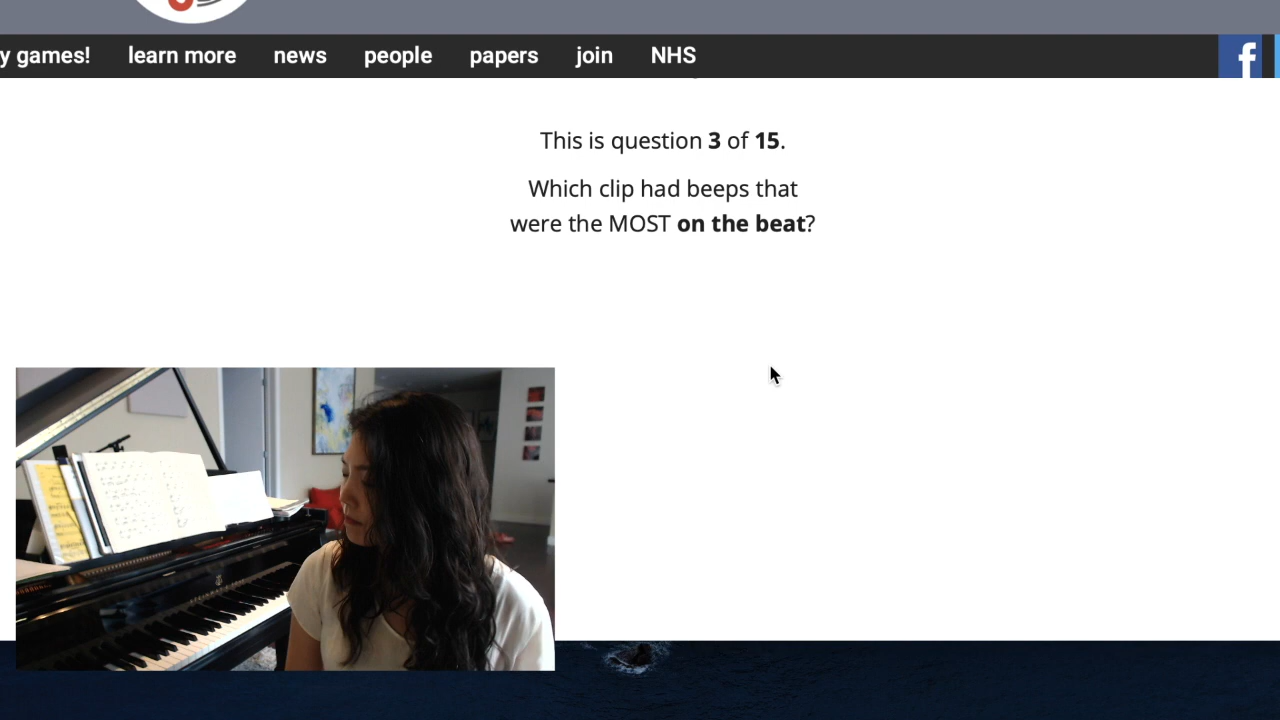 y games! learn more news people papers join NHS
This is question 3 of 15.
Which clip had beeps that
were the MOST on the beat?